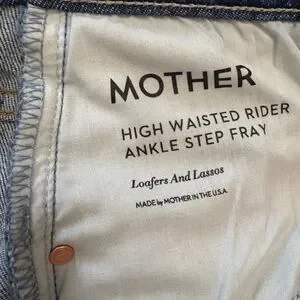 MOTHER
HIGH WAISTED RIDER
ANKLE STEP FRAY
Loafers And Lassos
MADE by MOTHER IN THE U.S.A.